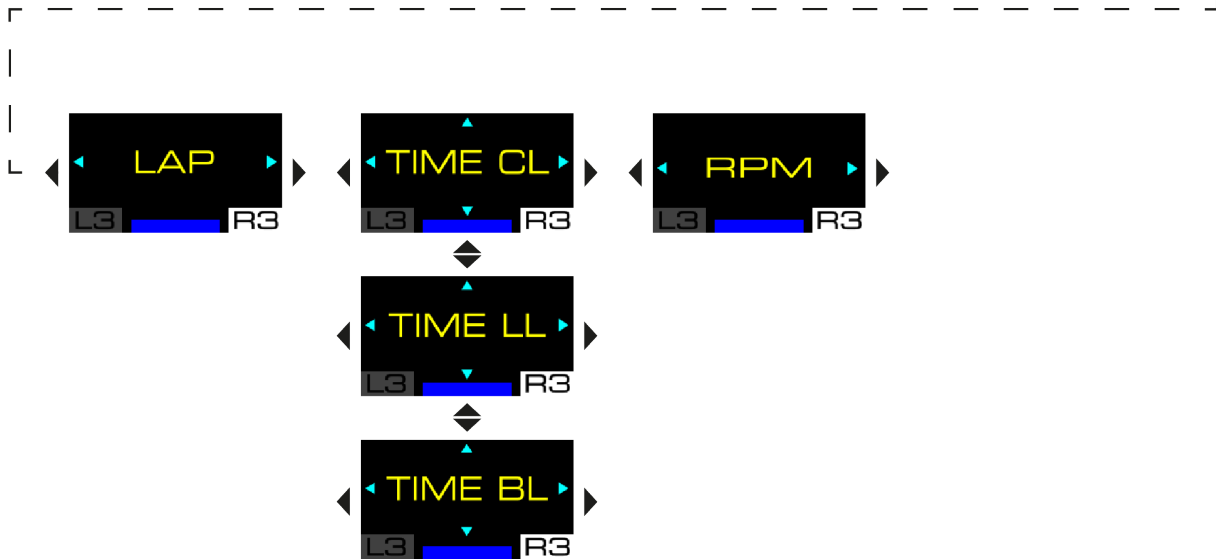 LAP
L3 R3
TIME CL
L3 R3
RPM
L3 R3
TIME LL
L3 R3
TIME BL
L3 R3